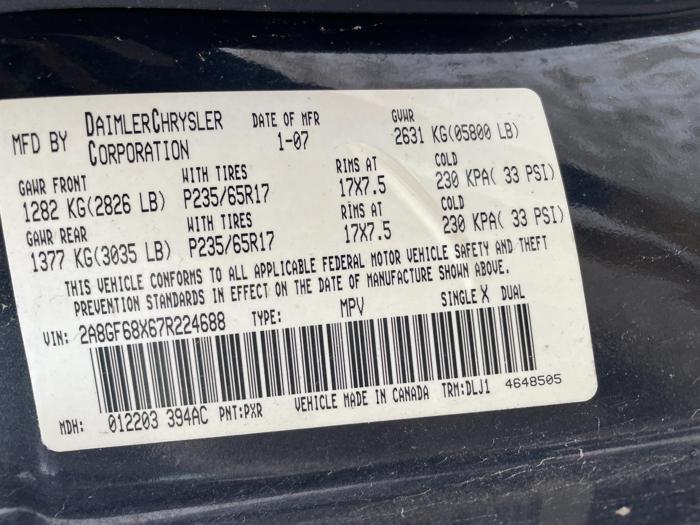 MFD BY DAIMLERCHRYSLER CORPORATION DATE OF MFR 1-07 GVWR 2631 KG(05800 LB)
GAWR FRONT WITH TIRES RIMS AT COLD
1282 KG(2826 LB) P235/65R17 17X7.5 230 KPA( 33 PSI)
GAWR REAR WITH TIRES RIMS AT COLD
1377 KG(3035 LB) P235/65R17 17X7.5 230 KPA( 33 PSI)
THIS VEHICLE CONFORMS TO ALL APPLICABLE FEDERAL MOTOR VEHICLE SAFETY AND THEFT
PREVENTION STANDARDS IN EFFECT ON THE DATE OF MANUFACTURE SHOWN ABOVE.
VIN: 2A8GF68X67R224688 TYPE: MPV SINGLE X DUAL
MDH: 012203 394AC PNT:PXR VEHICLE MADE IN CANADA TRM:DLJ1 4648505